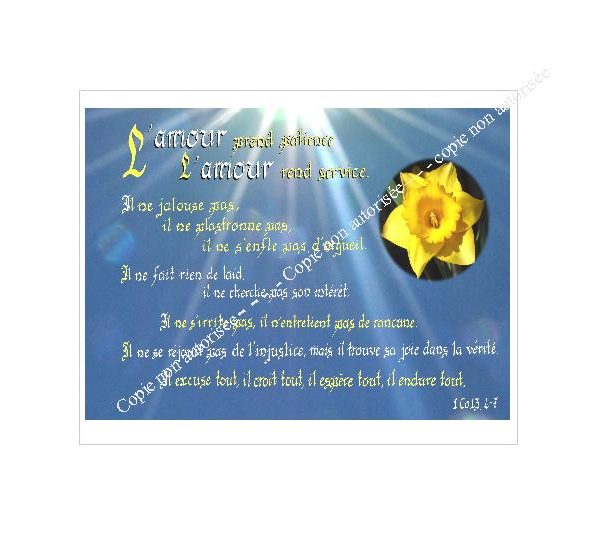 L'amour prend patience
L'amour rend service.
Il ne jalouse pas,
il ne plastronne pas,
il ne s'enfle pas d'orgueil.
Il ne fait rien de laid,
il ne cherche pas son intérêt.
Il ne s'irrite pas, il n'entretient pas de rancune.
Il ne se réjouit pas de l'injustice, mais il trouve sa joie dans la vérité.
Il excuse tout, il croit tout, il espère tout, il endure tout.
1 Co 13, 4-7
Copie non autorisée - - - - Copie non autorisée - - - copie non autorisée